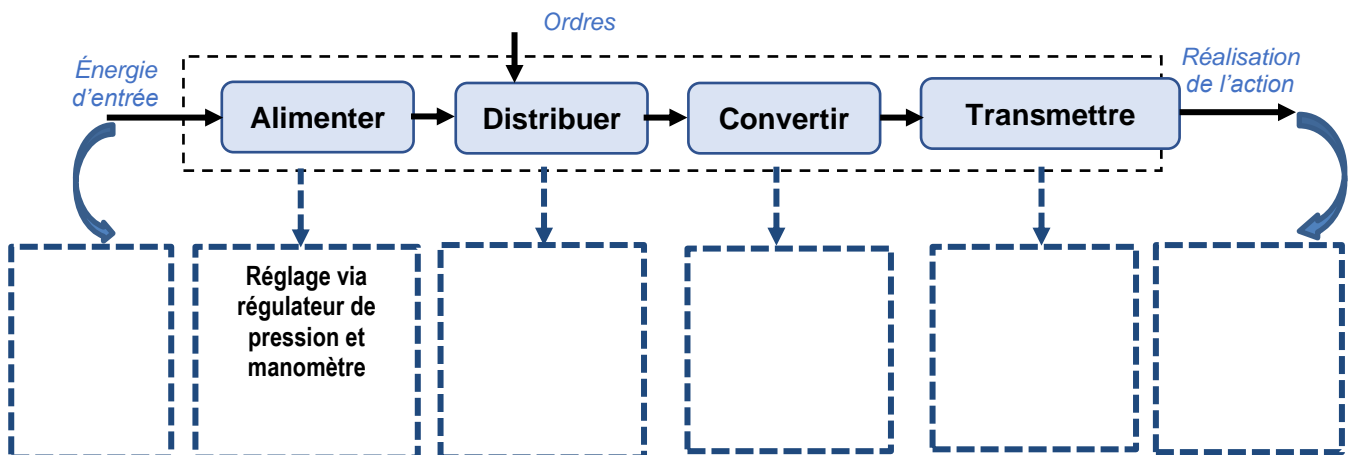 Ordres
Énergie
d'entrée
Réalisation
de l'action
Alimenter
Distribuer
Convertir
Transmettre
Réglage via
régulateur de
pression et
manomètre